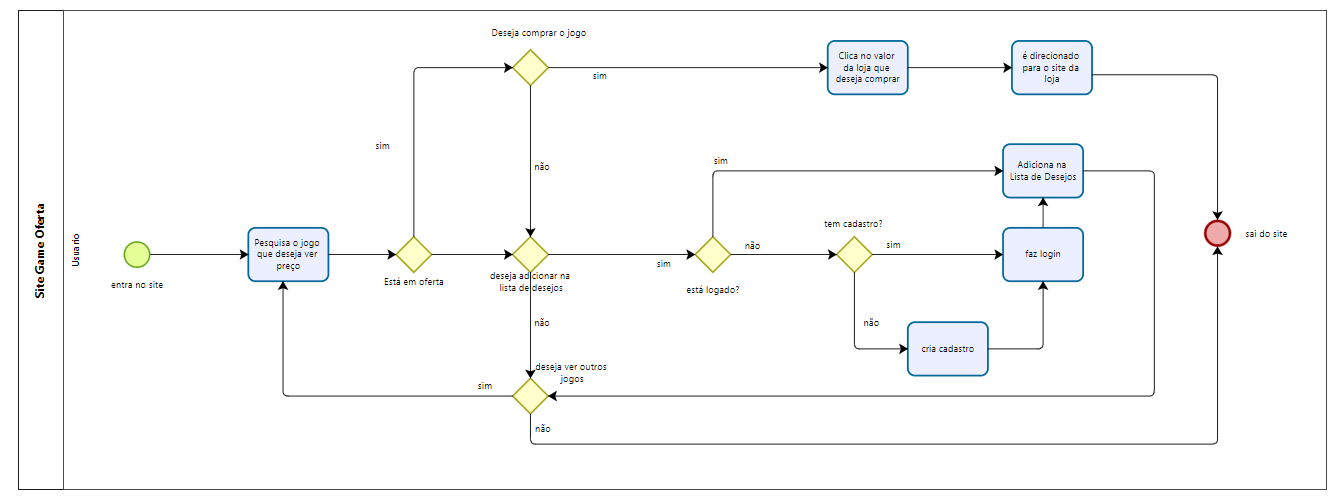 Site Game Oferta
Usuario
entra no site
Pesquisa o jogo
que deseja ver
preço
Está em oferta
sim
Deseja comprar o jogo
sim
não
Clica no valor
da loja que
deseja comprar
é direcionado
para o site da
loja
deseja adicionar na
lista de desejos
sim
não
está logado?
sim
não
tem cadastro?
sim
não
Adiciona na
Lista de Desejos
faz login
cria cadastro
deseja ver outros
jogos
sim
não
sai do site